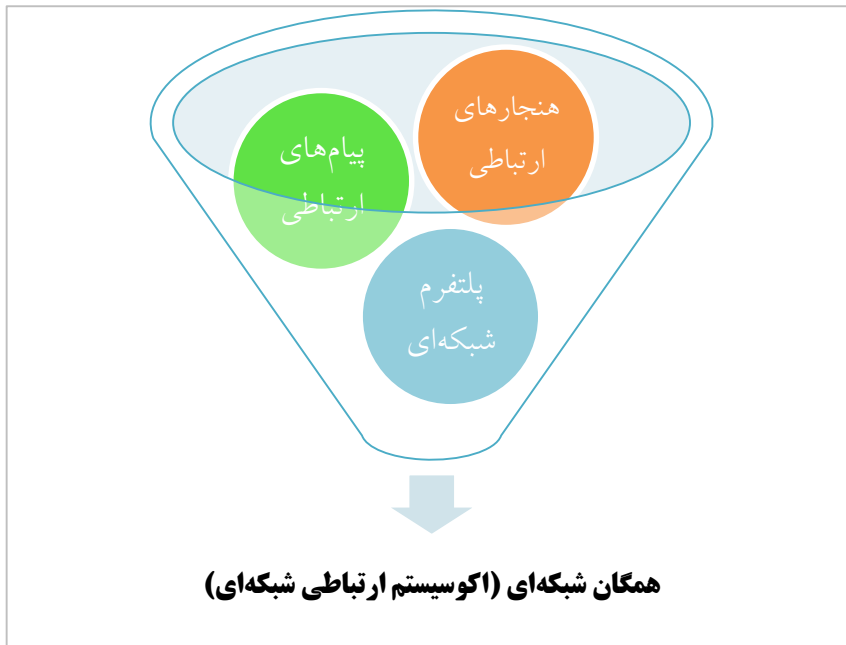 هنجارهای
ارتباطی
پیام‌های
ارتباطی
پلتفرم
شبکه‌ای
همگان شبکه‌ای (اکوسیستم ارتباطی شبکه‌ای)